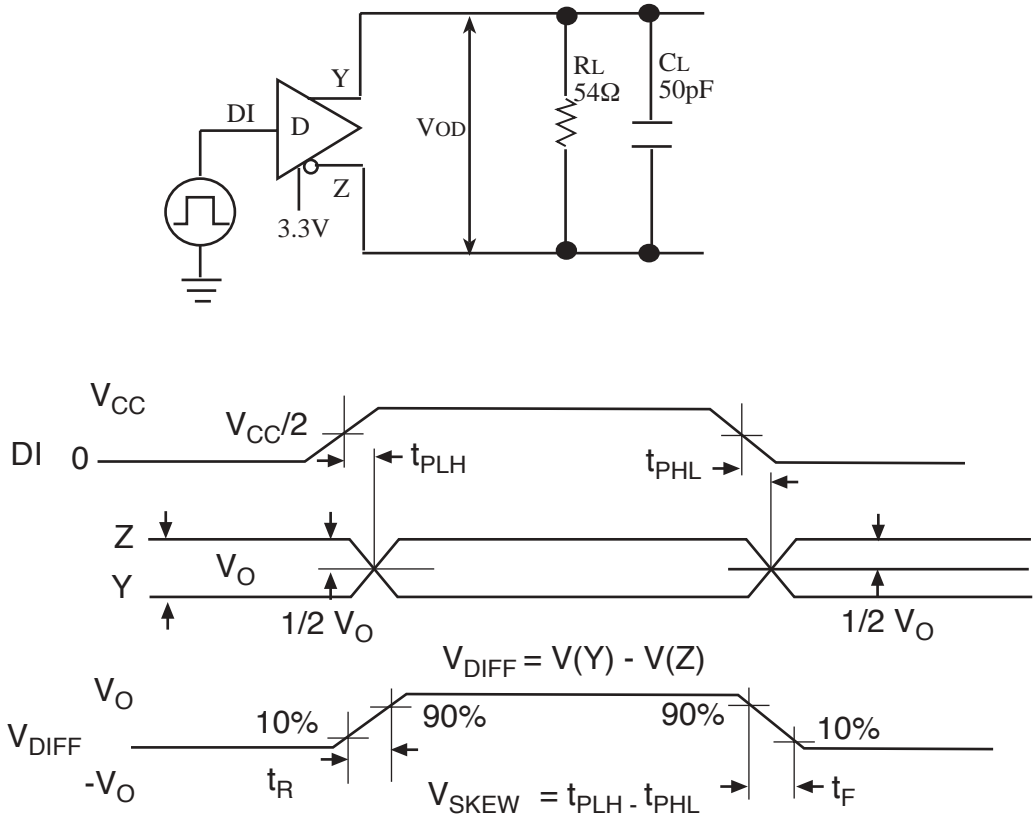 Y
RL
54Ω
CL
50pF
DI
D
VOD
Z
3.3V
VCC
VCC/2
DI 0
tPLH
tPHL
Z
VO
Y
1/2 VO
1/2 VO
VDIFF = V(Y) - V(Z)
VO
10%
90%
90%
10%
VDIFF
-VO
tR
VSKEW = tPLH - tPHL
tF